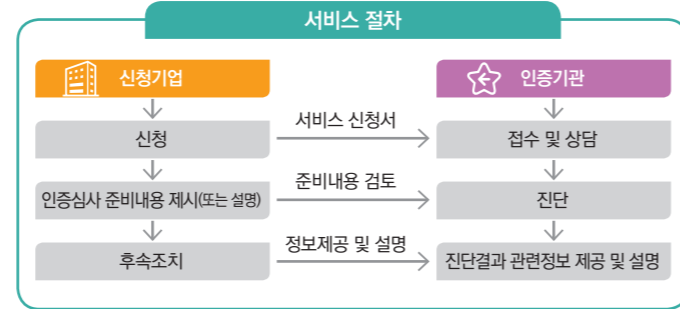 서비스 절차
신청기업
인증기관
신청
서비스 신청서
접수 및 상담
인증심사 준비내용 제시(또는 설명)
준비내용 검토
진단
후속조치
정보제공 및 설명
진단결과 관련정보 제공 및 설명